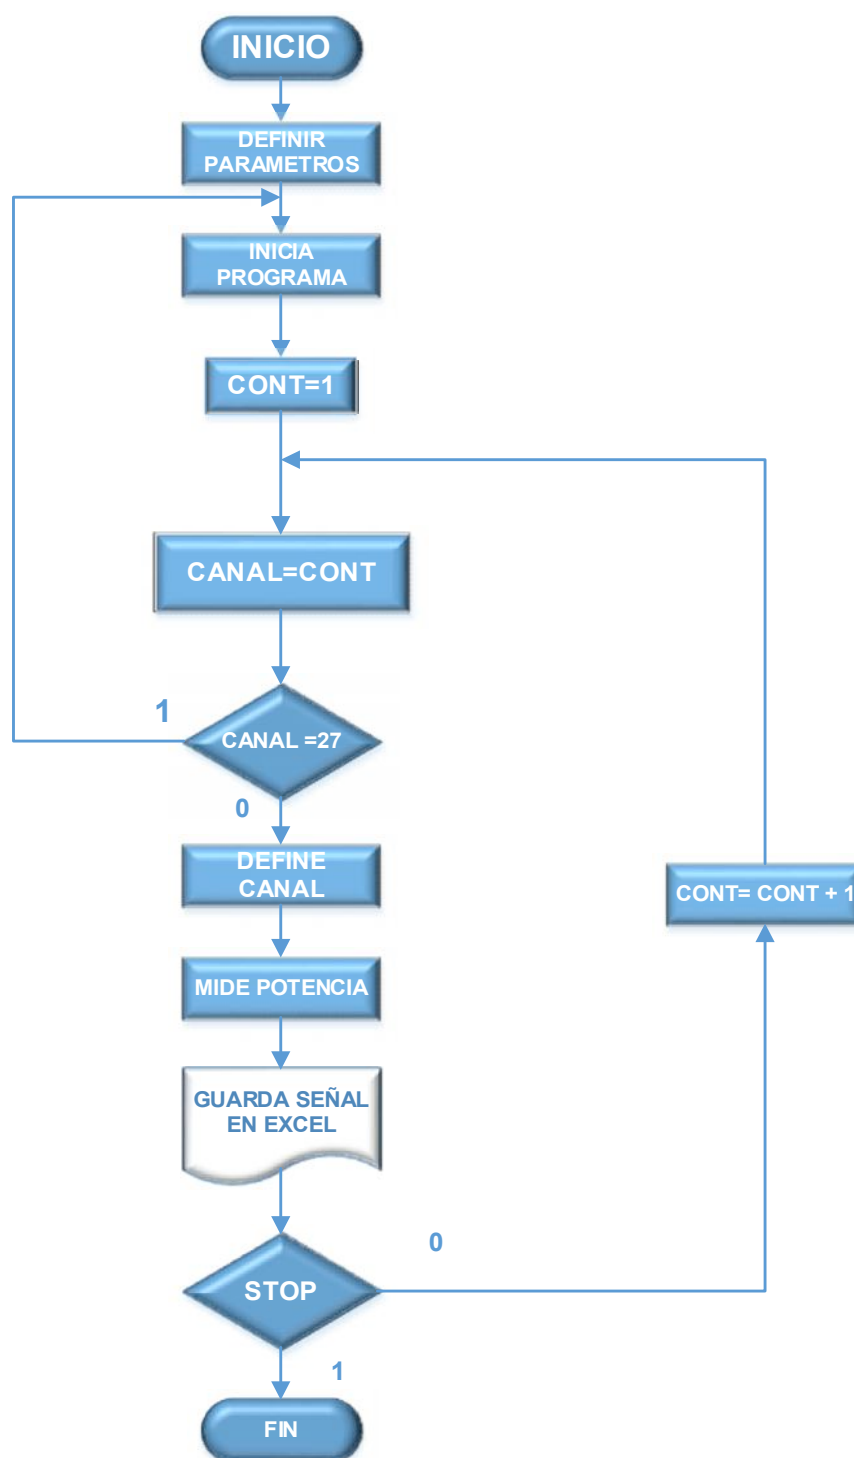 INICIO
DEFINIR
PARAMETROS
INICIA
PROGRAMA
CONT=1
CANAL=CONT
1
CANAL =27
0
DEFINE
CANAL
CONT= CONT + 1
MIDE POTENCIA
GUARDA SEÑAL
EN EXCEL
0
STOP
1
FIN